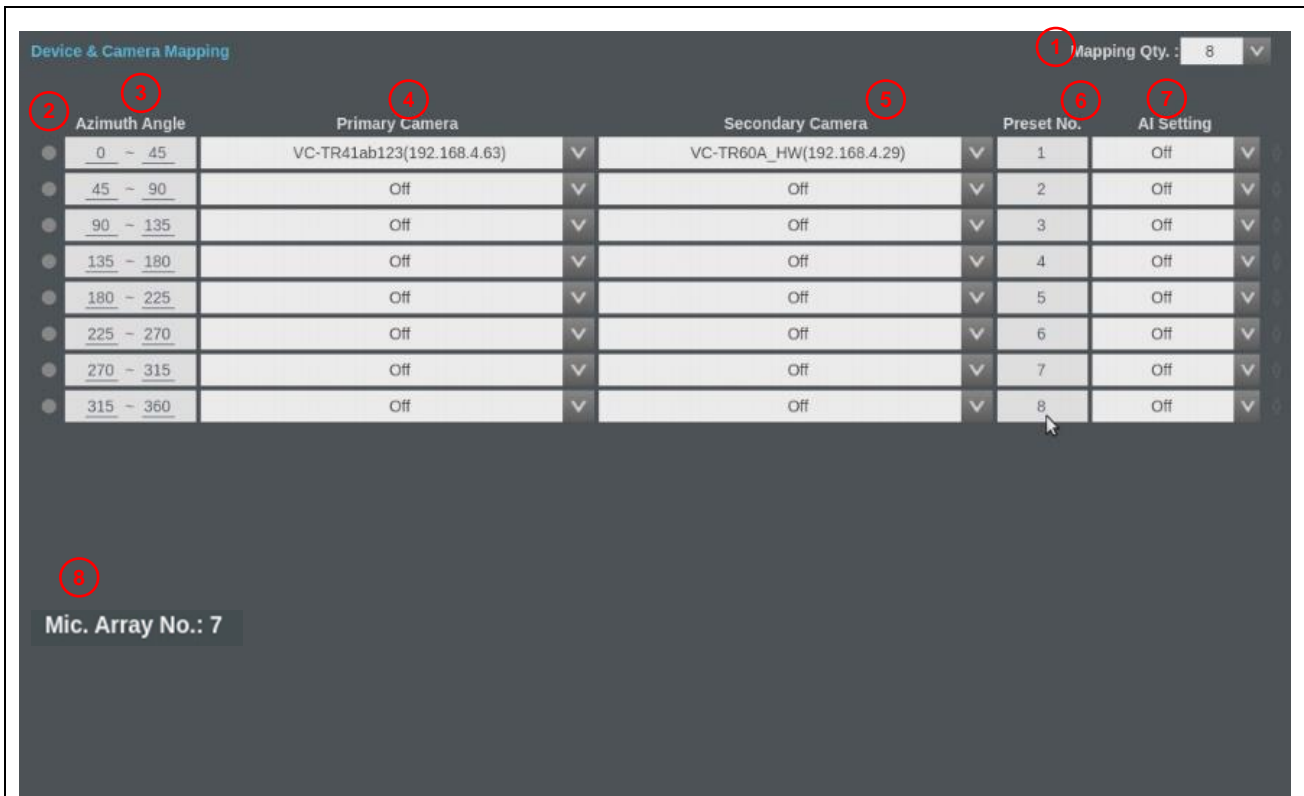 Device & Camera Mapping 1 Mapping Qty. : 8
2 3 4 5 6 7
Azimuth Angle Primary Camera Secondary Camera Preset No. AI Setting
0 ~ 45 VC-TR41ab123(192.168.4.63) VC-TR60A_HW(192.168.4.29) 1 Off
45 ~ 90 Off Off 2 Off
90 ~ 135 Off Off 3 Off
135 ~ 180 Off Off 4 Off
180 ~ 225 Off Off 5 Off
225 ~ 270 Off Off 6 Off
270 ~ 315 Off Off 7 Off
315 ~ 360 Off Off 8 Off
8
Mic. Array No.: 7